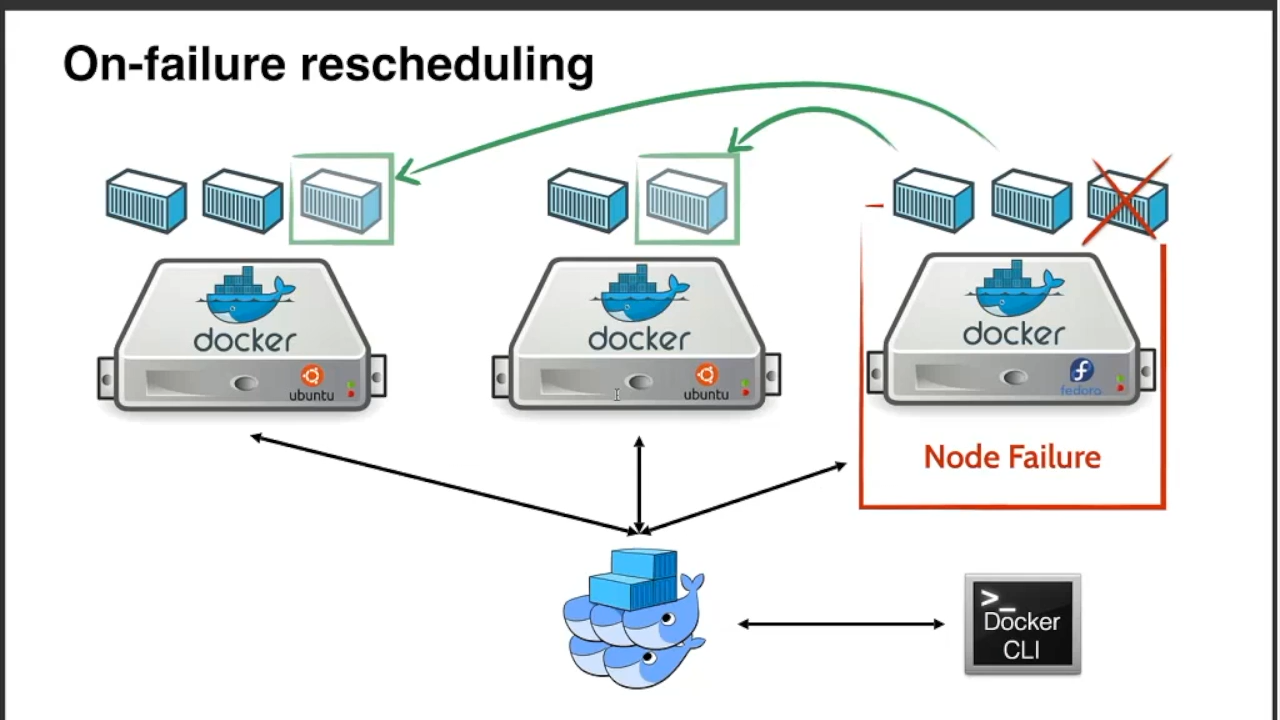 On-failure rescheduling
docker
ubuntu
docker
ubuntu
docker
fedora
Node Failure
>_
Docker
CLI